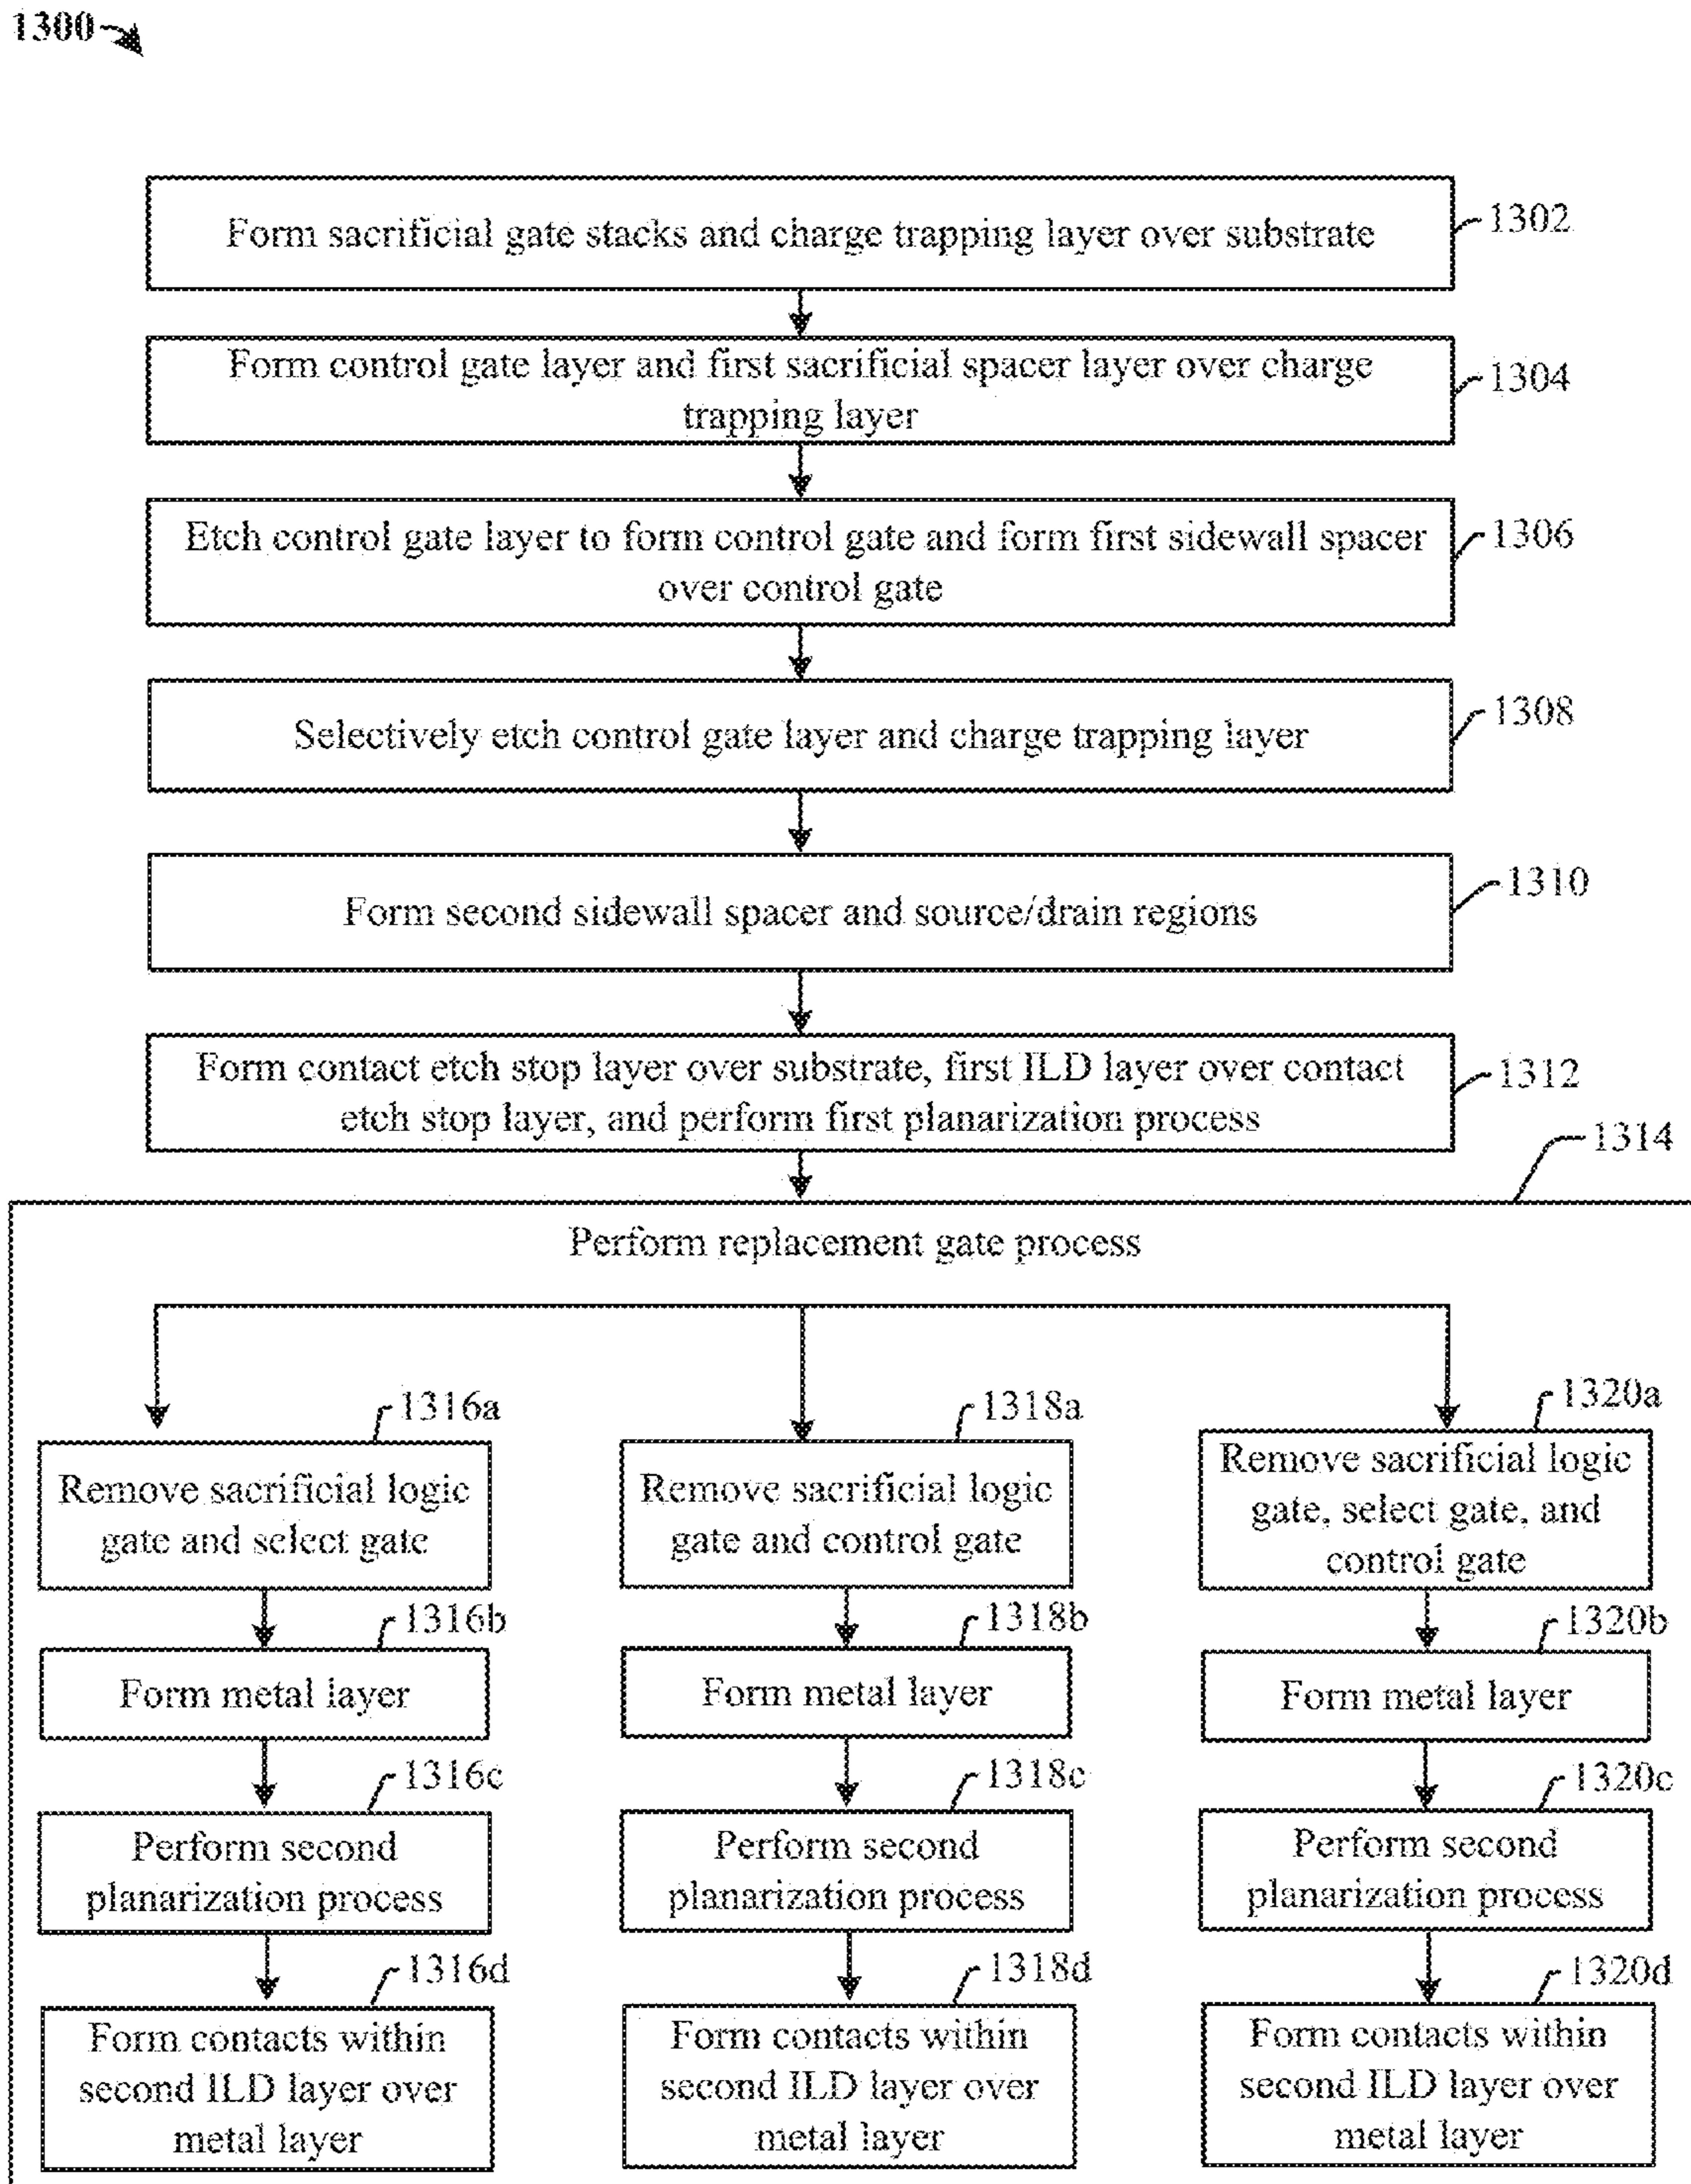 1300
Form sacrificial gate stacks and charge trapping layer over substrate
1302
Form control gate layer and first sacrificial spacer layer over charge
trapping layer
1304
Etch control gate layer to form control gate and form first sidewall spacer
over control gate
1306
Selectively etch control gate layer and charge trapping layer
1308
Form second sidewall spacer and source/drain regions
1310
Form contact etch stop layer over substrate, first ILD layer over contact
etch stop layer, and perform first planarization process
1312
1314
Perform replacement gate process
1316a
Remove sacrificial logic
gate and select gate
1316b
Form metal layer
1316c
Perform second
planarization process
1316d
Form contacts within
second ILD layer over
metal layer
1318a
Remove sacrificial logic
gate and control gate
1318b
Form metal layer
1318c
Perform second
planarization process
1318d
Form contacts within
second ILD layer over
metal layer
1320a
Remove sacrificial logic
gate, select gate, and
control gate
1320b
Form metal layer
1320c
Perform second
planarization process
1320d
Form contacts within
second ILD layer over
metal layer